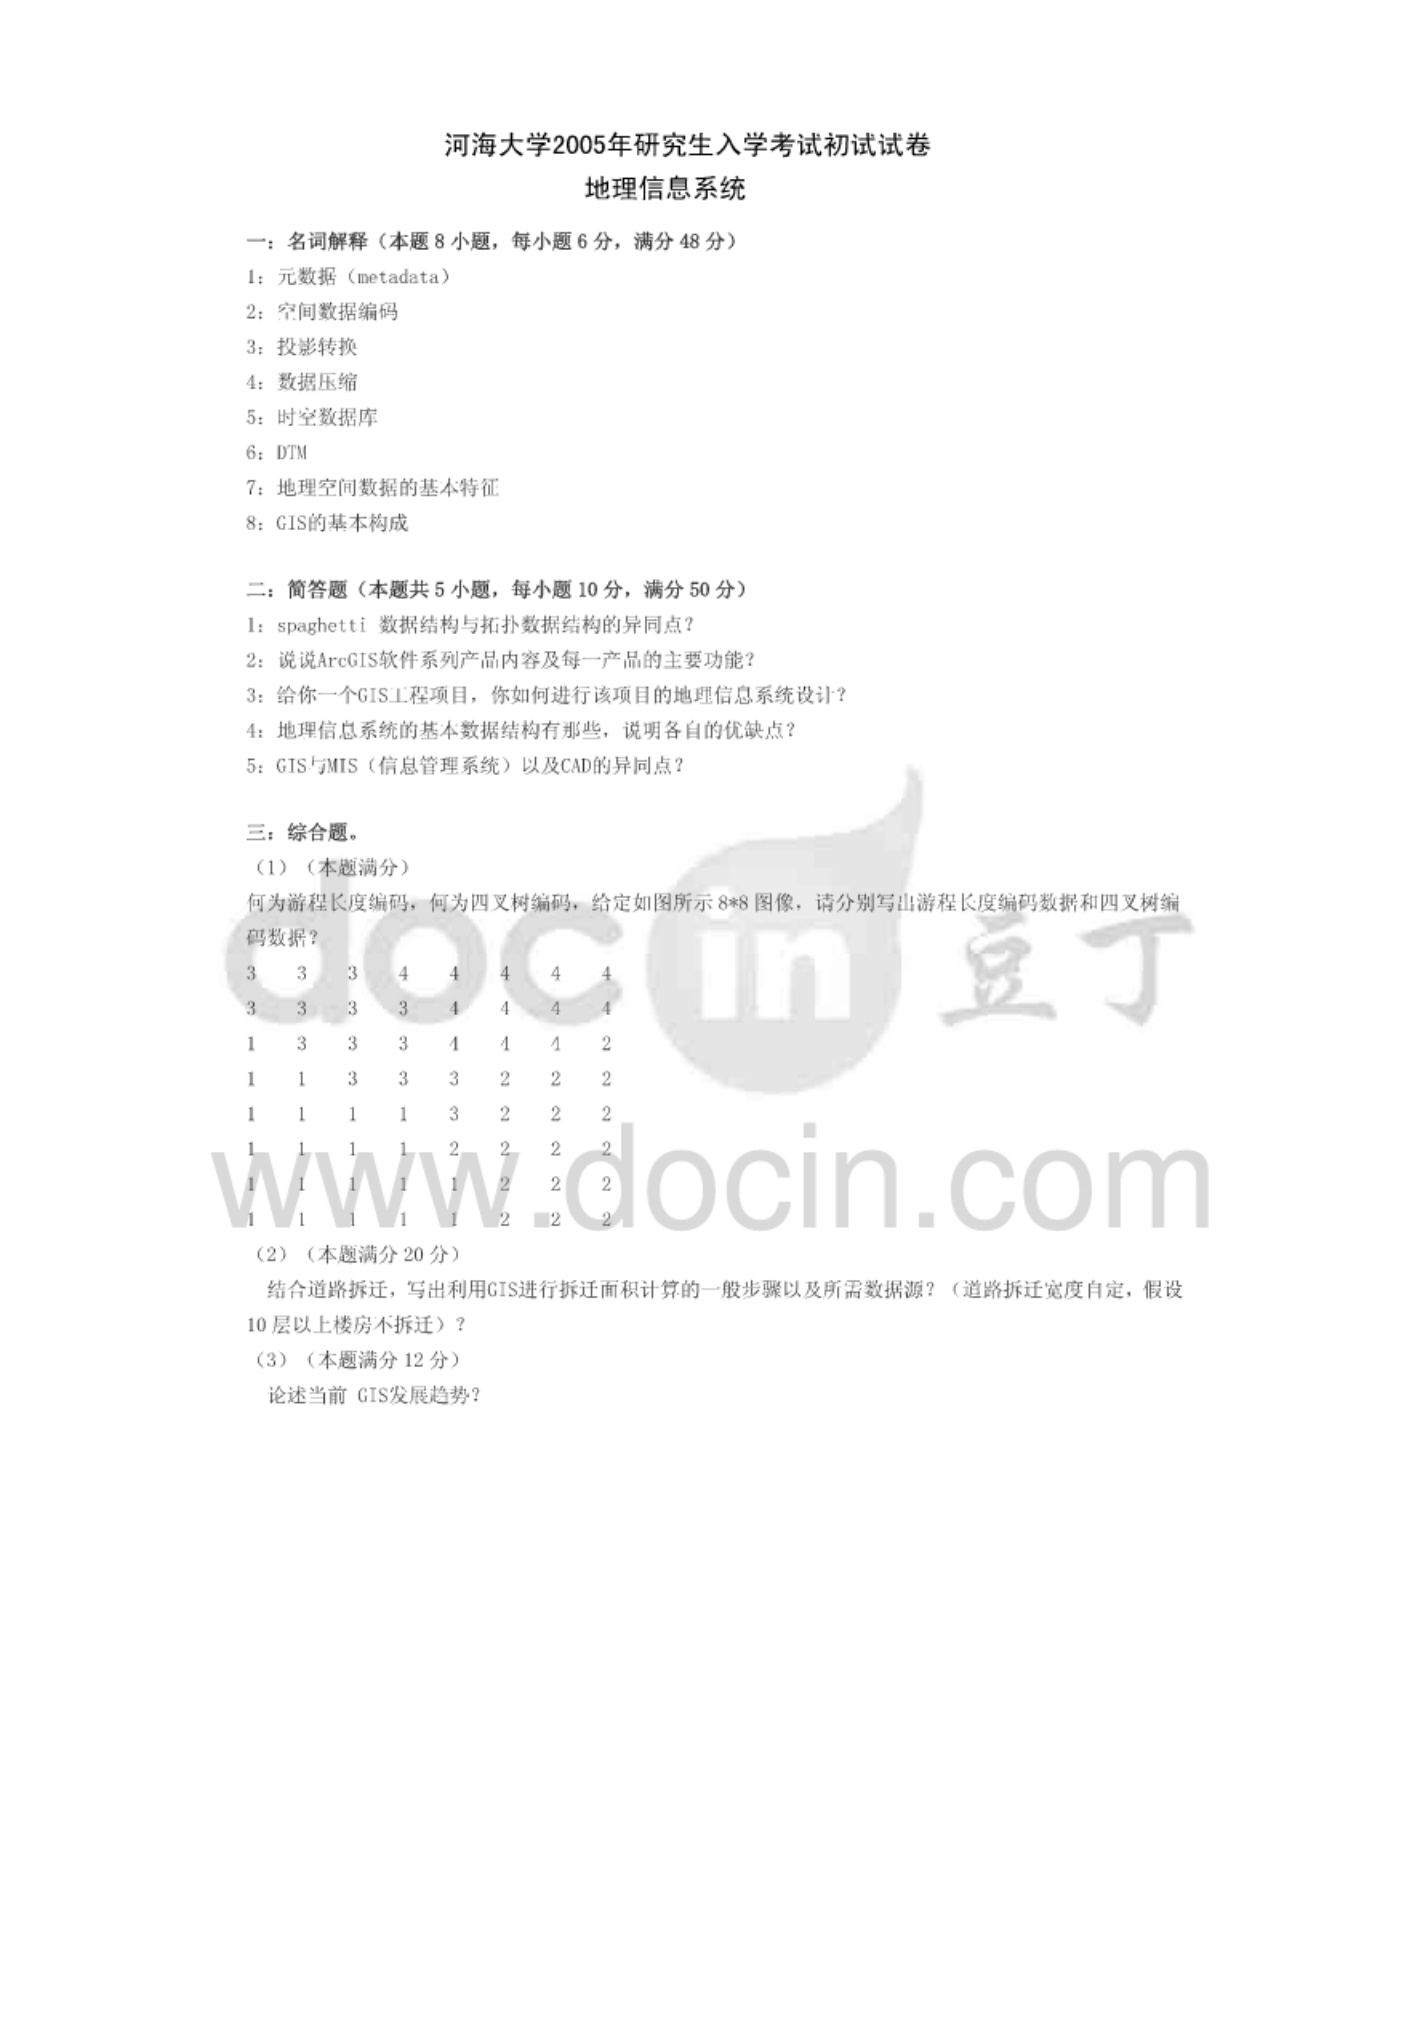 河海大学2005年研究生入学考试初试试卷
地理信息系统
一：名词解释（本题 8 小题，每小题 6 分，满分 48 分）
1：元数据（metadata）
2：空间数据编码
3：投影转换
4：数据压缩
5：时空数据库
6：DTM
7：地理空间数据的基本特征
8：GIS的基本构成
二：简答题（本题共 5 小题，每小题 10 分，满分 50 分）
1：spaghetti 数据结构与拓扑数据结构的异同点？
2：说说ArcGIS软件系列产品内容及每一产品的主要功能？
3：给你一个GIS工程项目，你如何进行该项目的地理信息系统设计？
4：地理信息系统的基本数据结构有那些，说明各自的优缺点？
5：GIS与MIS（信息管理系统）以及CAD的异同点？
三：综合题。
（1）（本题满分）
何为游程长度编码，何为四叉树编码，给定如图所示 8*8 图像，请分别写出游程长度编码数据和四叉树编
码数据？
3 3 3 4 4 4 4 4
3 3 3 3 4 4 4 4
1 3 3 3 4 4 4 2
1 1 3 3 3 2 2 2
1 1 1 1 3 2 2 2
1 1 1 1 2 2 2 2
1 1 1 1 1 2 2 2
1 1 1 1 1 2 2 2
（2）（本题满分 20 分）
结合道路拆迁，写出利用GIS进行拆迁面积计算的一般步骤以及所需数据源？（道路拆迁宽度自定，假设
10 层以上楼房不拆迁）？
（3）（本题满分 12 分）
论述当前 GIS发展趋势？
docin 豆丁
www.docin.com